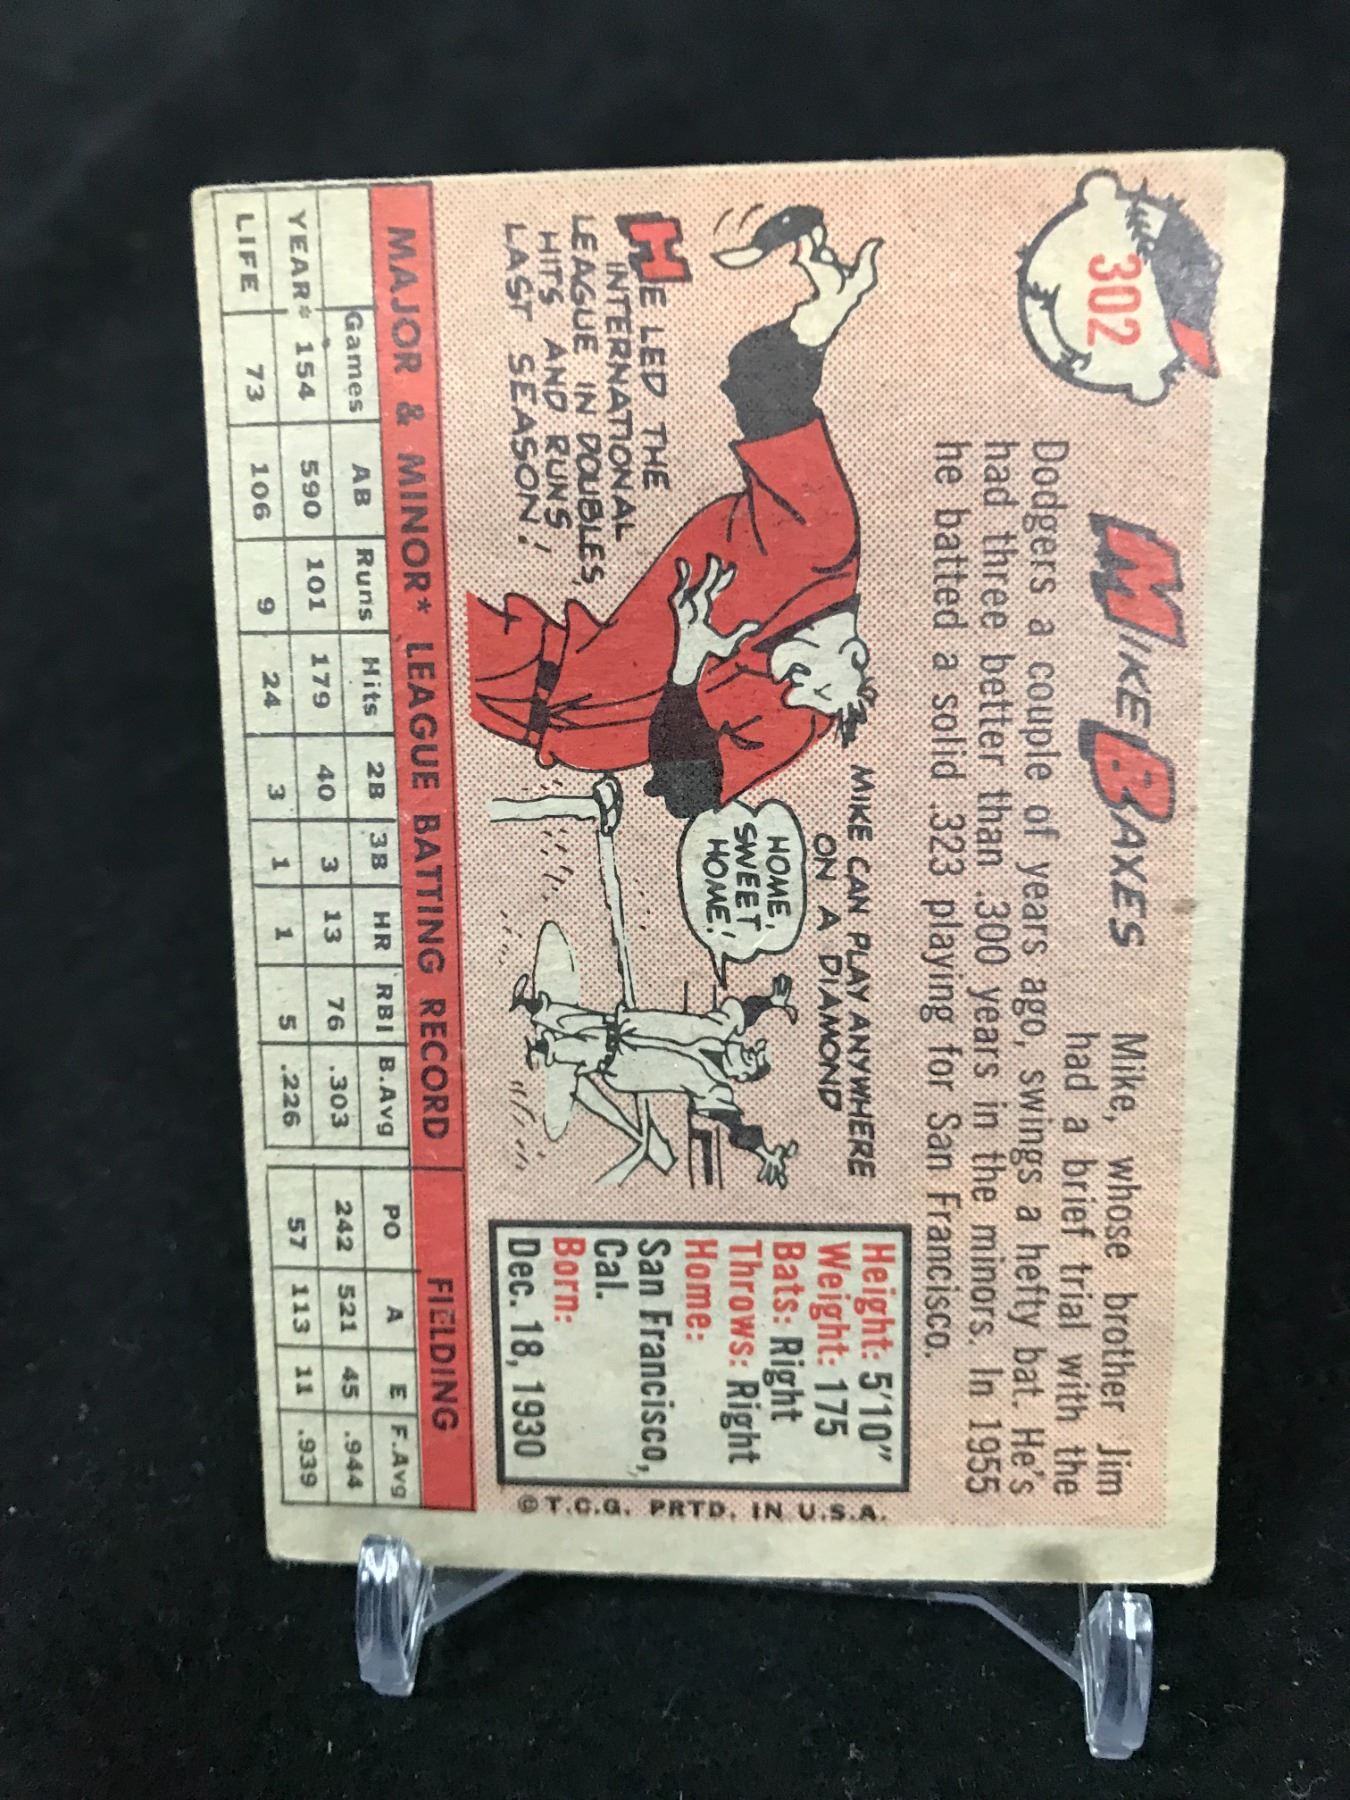 302
MIKE BAXES
Mike, whose brother Jim
had a brief trial with the
Dodgers a couple of years ago, swings a hefty bat. He's
had three better than .300 years in the minors. In 1955
he batted a solid .323 playing for San Francisco.
HE LED THE
INTERNATIONAL
LEAGUE IN DOUBLES,
HITS AND RUNS
LAST SEASON!
MIKE CAN PLAY ANYWHERE
ON A DIAMOND
HOME,
SWEET
HOME!
Height: 5'10"
Weight: 175
Bats: Right
Throws: Right
Home:
San Francisco,
Cal.
Born:
Dec. 18, 1930
© T.C.G. PRTD. IN U.S.A.
MAJOR & MINOR* LEAGUE BATTING RECORD FIELDING
Games AB Runs Hits 2B 3B HR RBI B.Avg PO A E F.Avg
YEAR* 154 590 101 179 40 3 13 76 .303 242 521 45 .944
LIFE 73 106 9 24 3 1 1 5 .226 57 113 11 .939